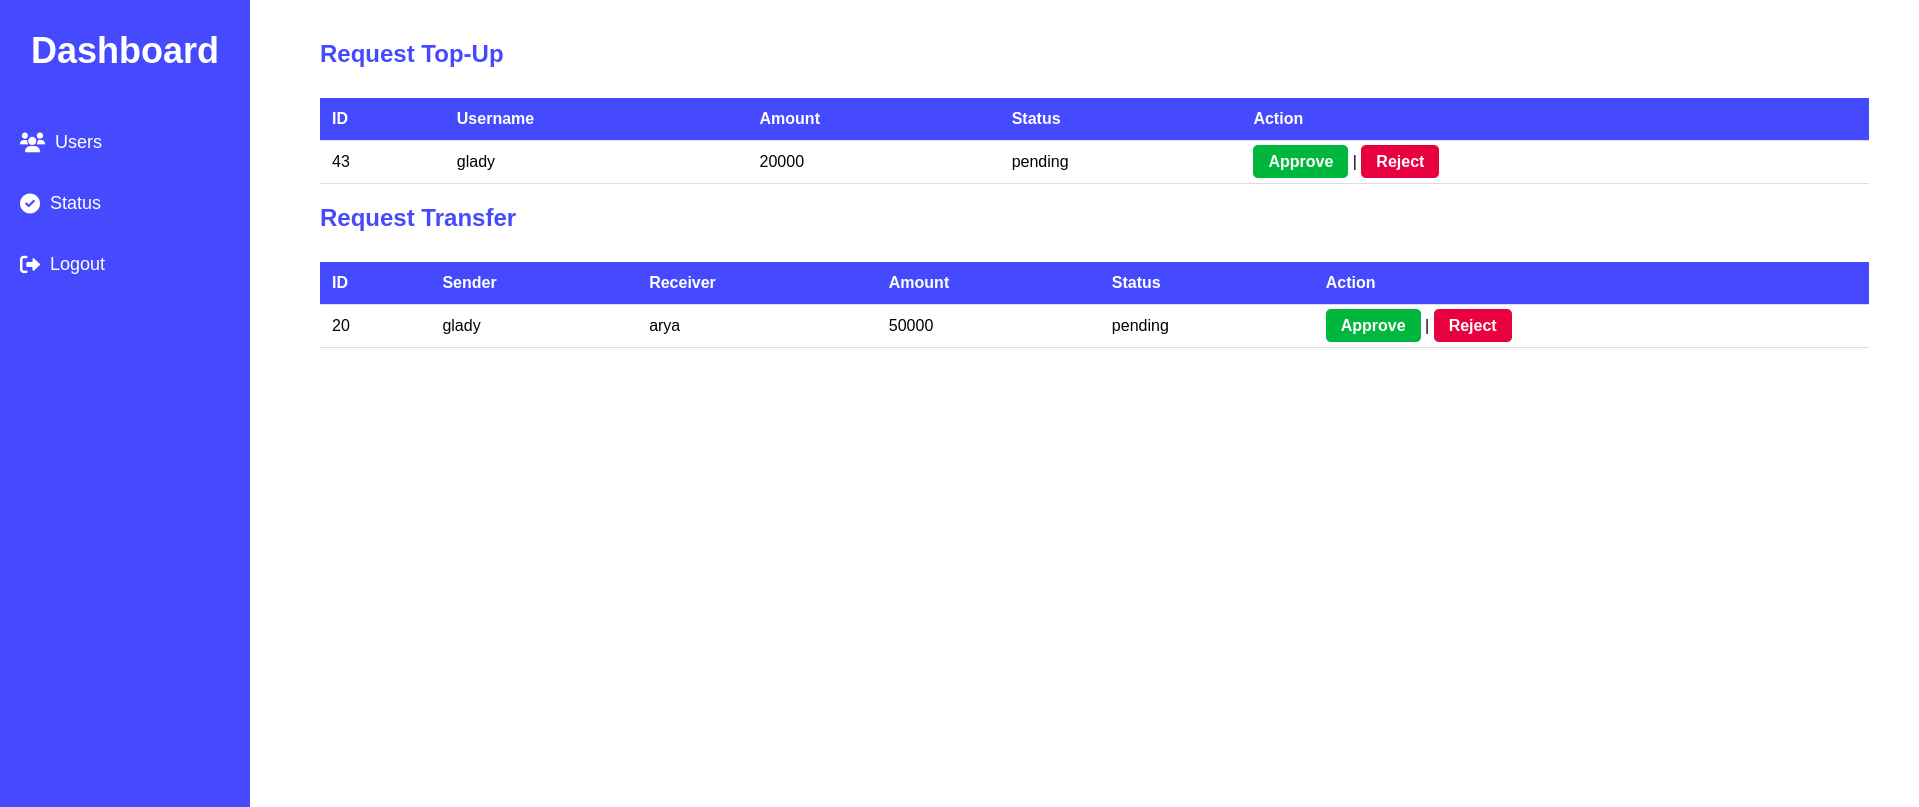 Dashboard
Users
Status
Logout
Request Top-Up
ID Username Amount Status Action
43 glady 20000 pending Approve | Reject
Request Transfer
ID Sender Receiver Amount Status Action
20 glady arya 50000 pending Approve | Reject